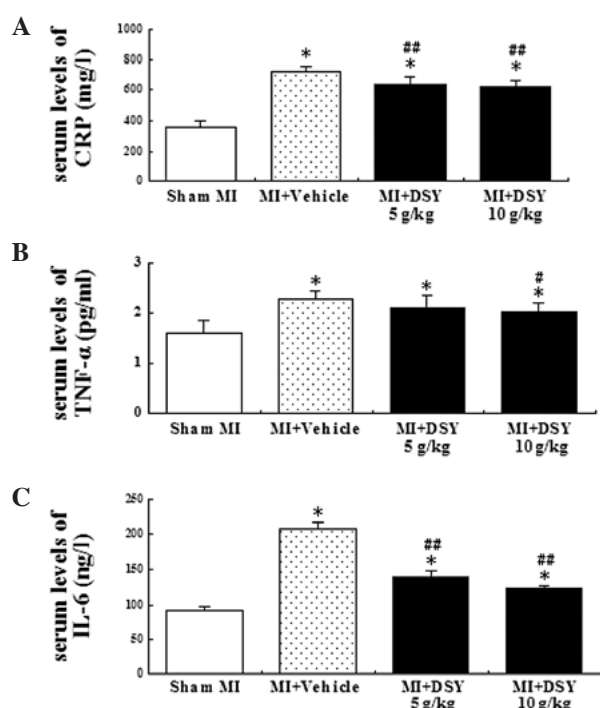 A
serum levels of
CRP (mg/l)
1000
800
600
400
200
0
*
##
*
##
*
Sham MI
MI+Vehicle
MI+DSY
5 g/kg
MI+DSY
10 g/kg
B
serum levels of
TNF-α (pg/ml)
3
2
1
0
*
*
#
*
Sham MI
MI+Vehicle
MI+DSY
5 g/kg
MI+DSY
10 g/kg
C
serum levels of
IL-6 (ng/l)
250
200
150
100
50
0
*
##
*
##
*
Sham MI
MI+Vehicle
MI+DSY
5 g/kg
MI+DSY
10 g/kg